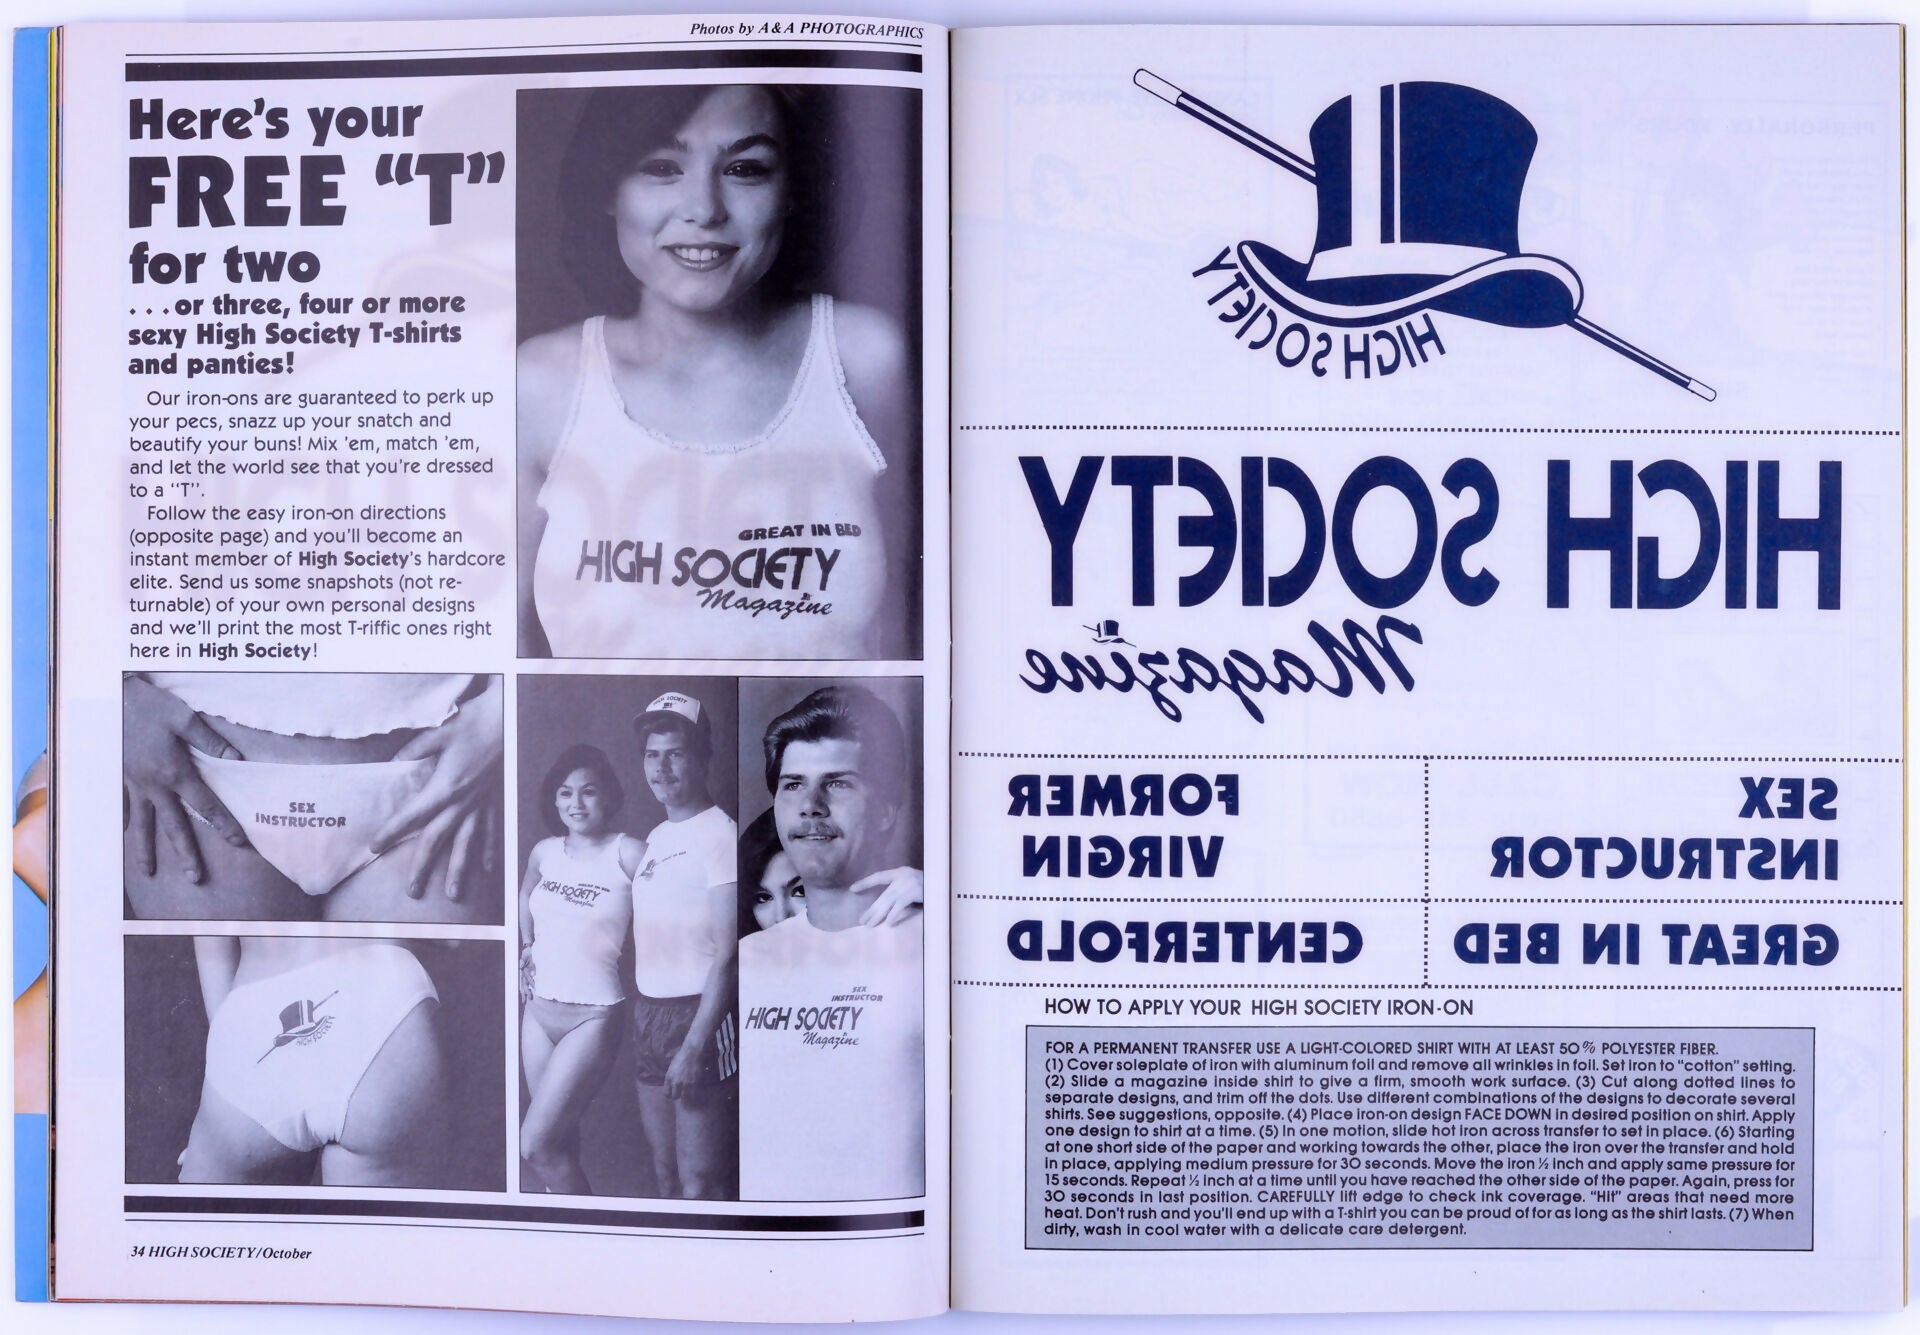 Photos by A & A PHOTOGRAPHICS
Here's your
FREE “T”
for two
. . . or three, four or more
sexy High Society T-shirts
and panties!
Our iron-ons are guaranteed to perk up
your pecs, snazz up your snatch and
beautify your buns! Mix 'em, match 'em,
and let the world see that you're dressed
to a “T”.
Follow the easy iron-on directions
(opposite page) and you'll become an
instant member of High Society's hardcore
elite. Send us some snapshots (not re-
turnable) of your own personal designs
and we'll print the most T-riffic ones right
here in High Society!
GREAT IN BED
HIGH SOCIETY
Magazine
SEX
INSTRUCTOR
HIGH SOCIETY
HIGH SOCIETY
GREAT IN BED
HIGH SOCIETY
Magazine
GREAT IN BED
SEX
INSTRUCTOR
HIGH SOCIETY
Magazine
34 HIGH SOCIETY/October
HIGH SOCIETY
HIGH SOCIETY
Magazine
FORMER
VIRGIN
SEX
INSTRUCTOR
CENTERFOLD
GREAT IN BED
HOW TO APPLY YOUR HIGH SOCIETY IRON-ON
FOR A PERMANENT TRANSFER USE A LIGHT-COLORED SHIRT WITH AT LEAST 50% POLYESTER FIBER.
(1) Cover soleplate of iron with aluminum foil and remove all wrinkles in foil. Set iron to "cotton" setting.
(2) Slide a magazine inside shirt to give a firm, smooth work surface. (3) Cut along dotted lines to
separate designs, and trim off the dots. Use different combinations of the designs to decorate several
shirts. See suggestions, opposite. (4) Place iron-on design FACE DOWN in desired position on shirt. Apply
one design to shirt at a time. (5) In one motion, slide hot iron across transfer to set in place. (6) Starting
at one short side of the paper and working towards the other, place the iron over the transfer and hold
in place, applying medium pressure for 30 seconds. Move the iron ½ inch and apply same pressure for
15 seconds. Repeat ½ inch at a time until you have reached the other side of the paper. Again, press for
30 seconds in last position. CAREFULLY lift edge to check ink coverage. "Hit" areas that need more
heat. Don't rush and you'll end up with a T-shirt you can be proud of for as long as the shirt lasts. (7) When
dirty, wash in cool water with a delicate care detergent.